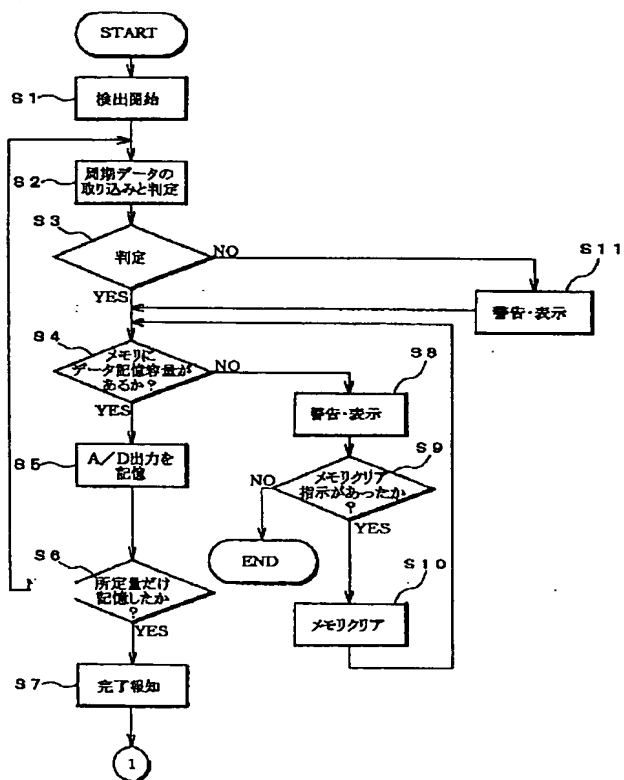 START
S1
検出開始
S2
周期データの
取り込みと判定
S3
判定
NO
YES
S11
警告・表示
S4
メモリに
データ記憶容量が
あるか?
NO
YES
S8
警告・表示
S5
A/D出力を
記憶
S9
メモリクリア
指示があったか
?
NO
YES
END
S6
所定量だけ
記憶したか
?
YES
S10
メモリクリア
S7
完了報知
1